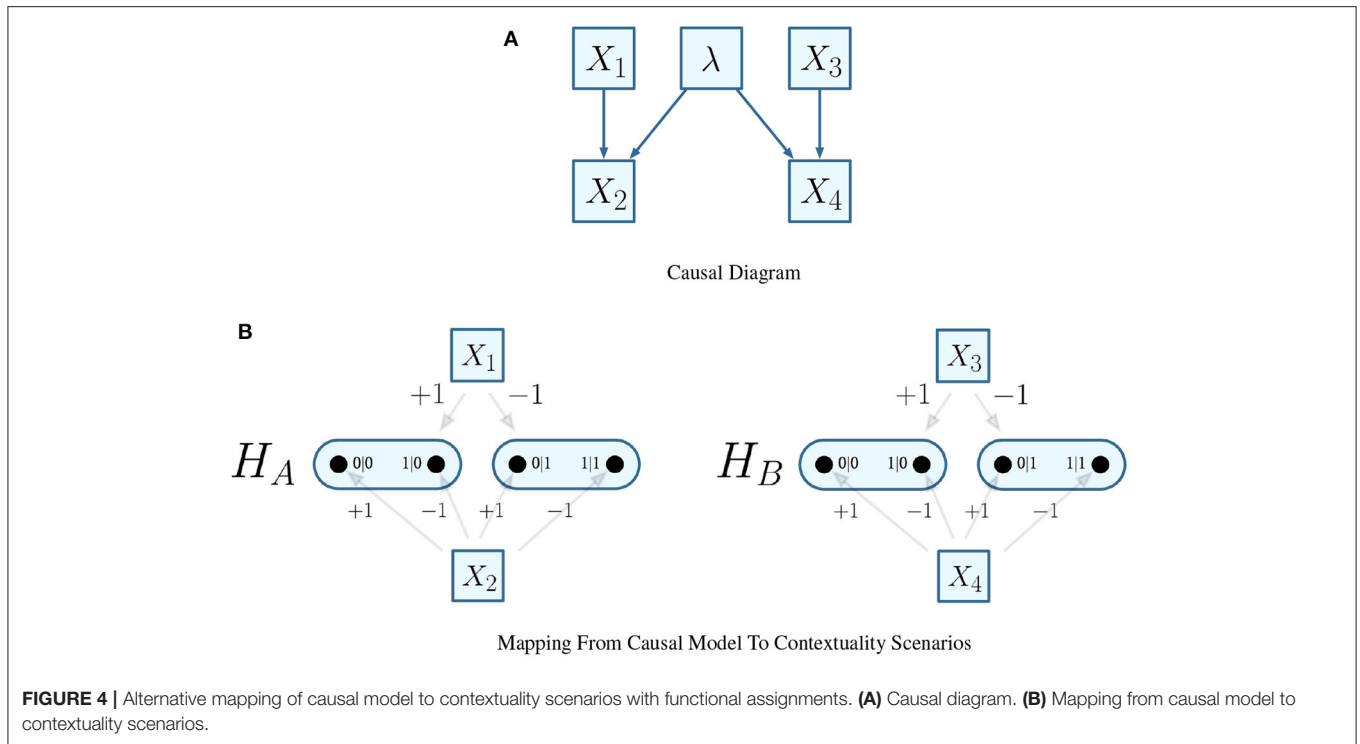 A
X1 λ X3
X2 X4
Causal Diagram
B
X1 X3
+1 −1 +1 −1
HA 0|0 1|0 0|1 1|1 HB 0|0 1|0 0|1 1|1
+1 −1 +1 −1 +1 −1 +1 −1
X2 X4
Mapping From Causal Model To Contextuality Scenarios
FIGURE 4 | Alternative mapping of causal model to contextuality scenarios with functional assignments. (A) Causal diagram. (B) Mapping from causal model to
contextuality scenarios.